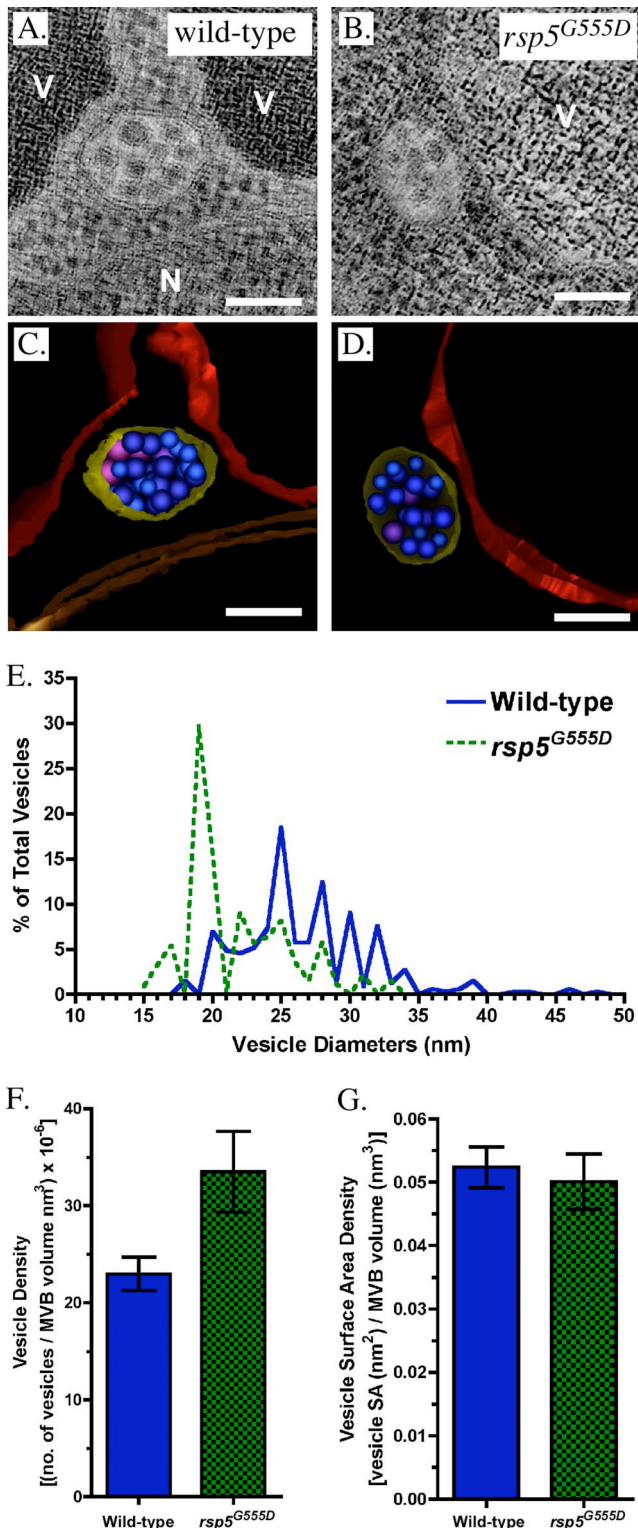 A.
wild-type
B.
rsp5G555D
V
V
V
N
C.
D.
E.
35
30
25
20
15
10
5
0
% of Total Vesicles
Wild-type
rsp5G555D
10 15 20 25 30 35 40 45 50
Vesicle Diameters (nm)
F.
Vesicle Density
[(no. of vesicles / MVB volume nm³) x 10⁻⁶]
40
30
22
10
0
Wild-type
rsp5G555D
G.
Vesicle Surface Area Density
[vesicle SA (nm²) / MVB volume (nm³)]
0.06
0.05
0.04
0.03
0.02
0.01
0.00
Wild-type
rsp5G555D